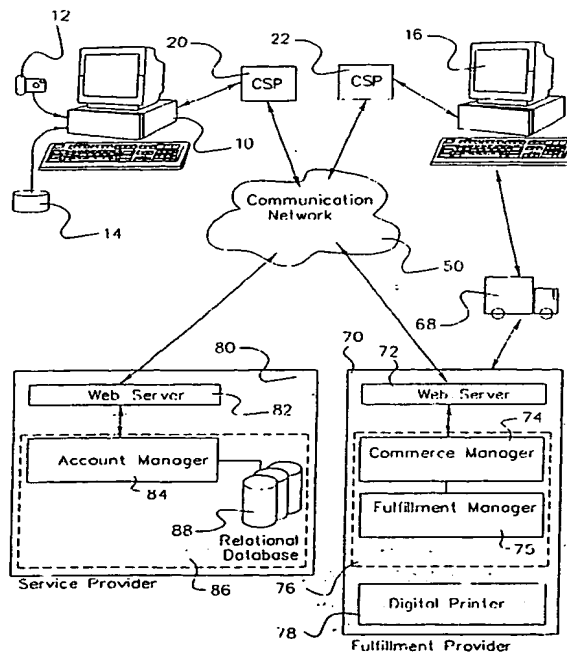 12
20
22
16
CSP
CSP
10
14
Communication
Network
50
68
80
70
72
Web Server
82
Web Server
74
Account Manager
84
Commerce Manager
88
Relational
Database
Fulfillment Manager
75
86
Service Provider
76
78
Digital Printer
Fulfillment Provider